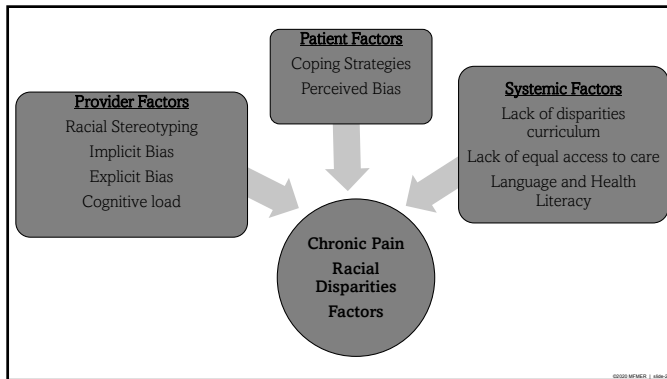 Patient Factors
Coping Strategies
Perceived Bias
Provider Factors
Racial Stereotyping
Implicit Bias
Explicit Bias
Cognitive load
Systemic Factors
Lack of disparities
curriculum
Lack of equal access to care
Language and Health
Literacy
Chronic Pain
Racial
Disparities
Factors
©2020 MFMER | slide-